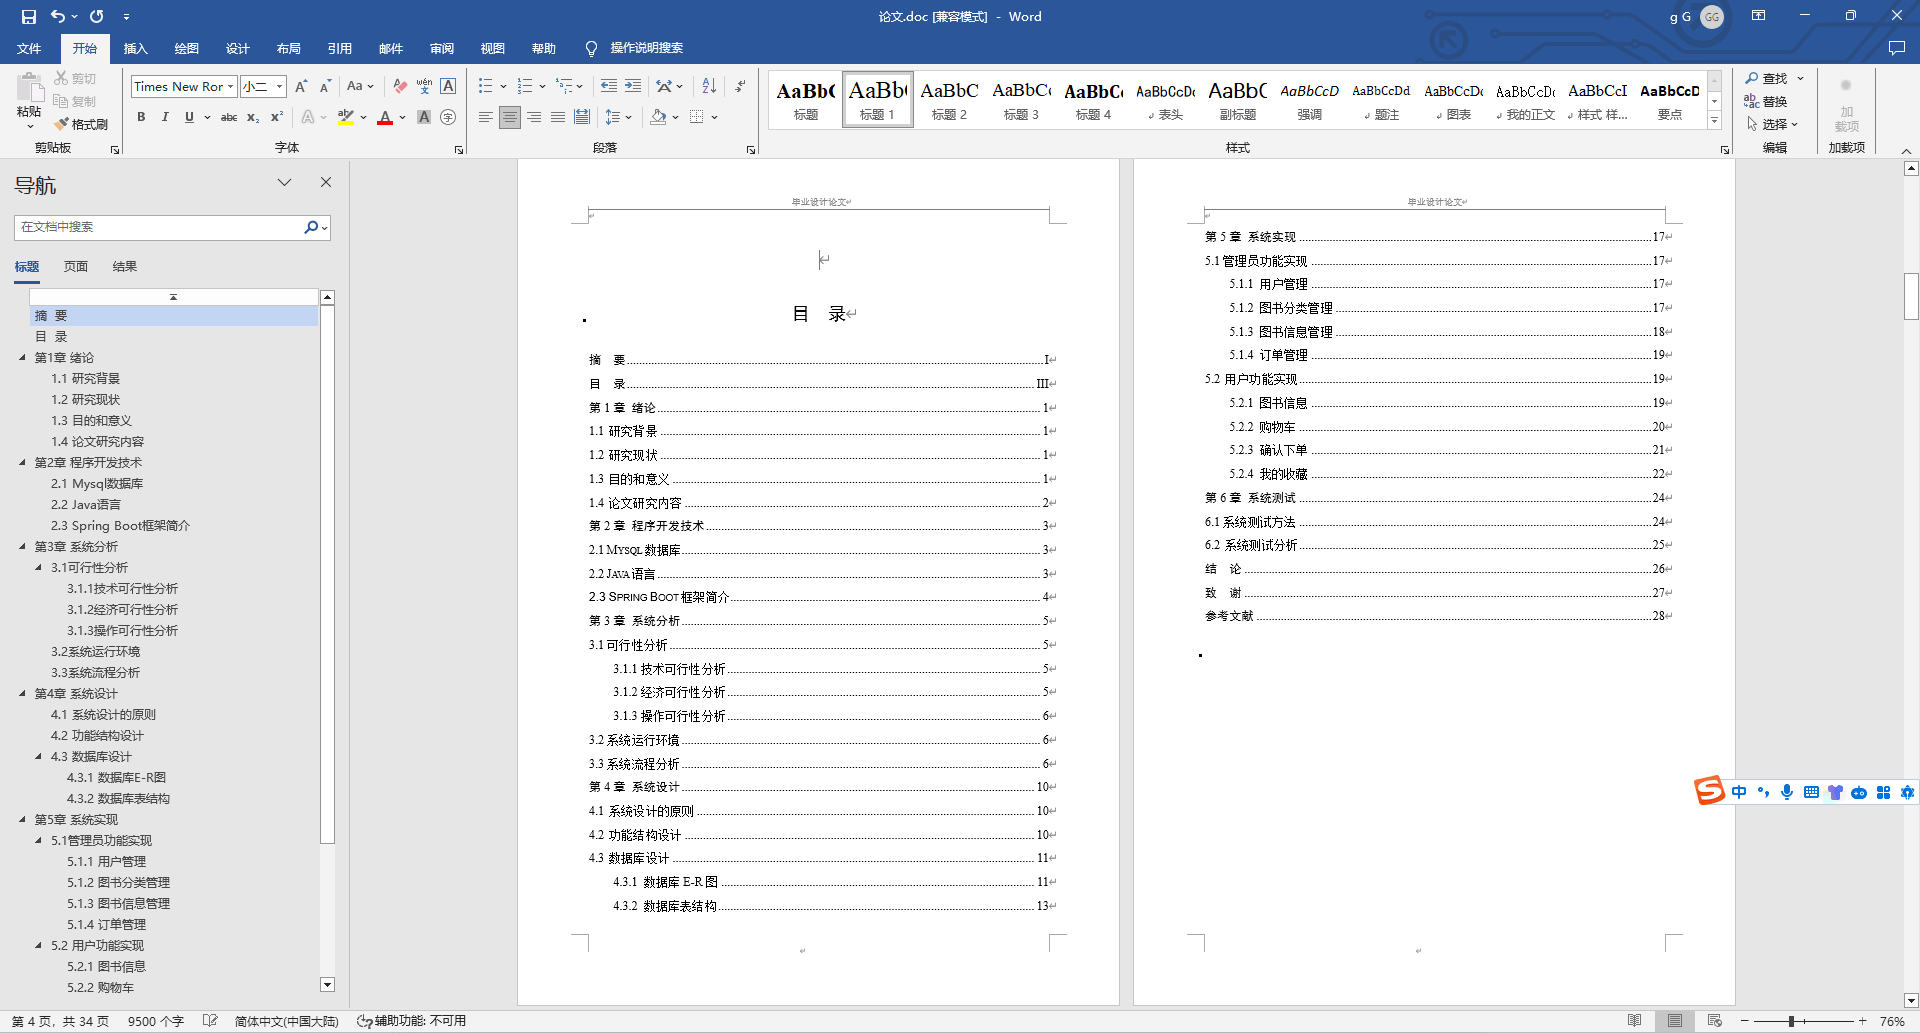 论文.doc [兼容模式] - Word
g G GG
文件 开始 插入 绘图 设计 布局 引用 邮件 审阅 视图 帮助 操作说明搜索
粘贴 剪切 复制 格式刷 剪贴板
Times New Ror 小二 Aa wén 文 A
B I U abc x₂ x² A ab A A 字
字体
段落
AaBb( AaBb( AaBbC AaBbC( AaBbC( AaBbCcDc AaBbC AaBbCcD AaBbCcDd AaBbCcDc AaBbCcDc AaBbCcI AaBbCcD
标题 标题 1 标题 2 标题 3 标题 4 表头 副标题 强调 题注 图表 我的正文 样式 样... 要点
样式
查找 替换 选择 编辑
加载项 加载项
导航
在文档中搜索
标题 页面 结果
摘 要
目 录
第1章 绪论
1.1 研究背景
1.2 研究现状
1.3 目的和意义
1.4 论文研究内容
第2章 程序开发技术
2.1 Mysql数据库
2.2 Java语言
2.3 Spring Boot框架简介
第3章 系统分析
3.1可行性分析
3.1.1技术可行性分析
3.1.2经济可行性分析
3.1.3操作可行性分析
3.2系统运行环境
3.3系统流程分析
第4章 系统设计
4.1 系统设计的原则
4.2 功能结构设计
4.3 数据库设计
4.3.1 数据库E-R图
4.3.2 数据库表结构
第5章 系统实现
5.1管理员功能实现
5.1.1 用户管理
5.1.2 图书分类管理
5.1.3 图书信息管理
5.1.4 订单管理
5.2 用户功能实现
5.2.1 图书信息
5.2.2 购物车
毕业设计论文
目 录
摘 要 I
目 录 III
第 1 章 绪论 1
1.1 研究背景 1
1.2 研究现状 1
1.3 目的和意义 1
1.4 论文研究内容 2
第 2 章 程序开发技术 3
2.1 MYSQL 数据库 3
2.2 JAVA 语言 3
2.3 SPRING BOOT 框架简介 4
第 3 章 系统分析 5
3.1 可行性分析 5
3.1.1 技术可行性分析 5
3.1.2 经济可行性分析 5
3.1.3 操作可行性分析 6
3.2 系统运行环境 6
3.3 系统流程分析 6
第 4 章 系统设计 10
4.1 系统设计的原则 10
4.2 功能结构设计 10
4.3 数据库设计 11
4.3.1 数据库 E-R 图 11
4.3.2 数据库表结构 13
毕业设计论文
第 5 章 系统实现 17
5.1 管理员功能实现 17
5.1.1 用户管理 17
5.1.2 图书分类管理 17
5.1.3 图书信息管理 18
5.1.4 订单管理 19
5.2 用户功能实现 19
5.2.1 图书信息 19
5.2.2 购物车 20
5.2.3 确认下单 21
5.2.4 我的收藏 22
第 6 章 系统测试 24
6.1 系统测试方法 24
6.2 系统测试分析 25
结 论 26
致 谢 27
参考文献 28
中
第 4 页，共 34 页 9500 个字 简体中文(中国大陆) 辅助功能: 不可用 76%